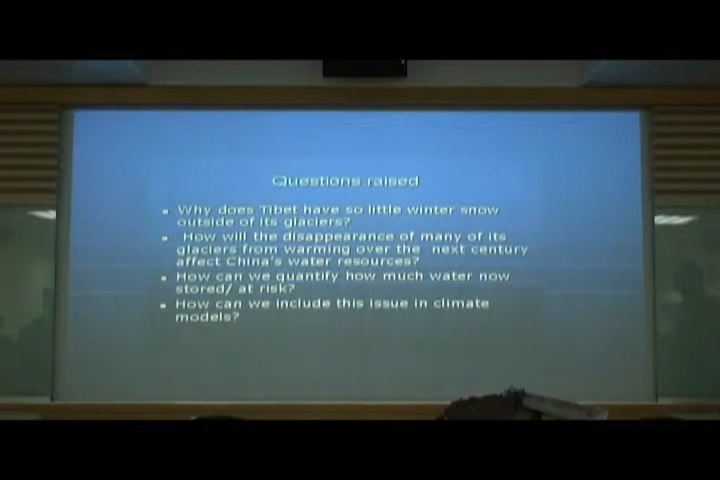 Questions raised
Why does Tibet have so little winter snow
outside of its glaciers?
How will the disappearance of many of its
glaciers from warming over the next century
affect China's water resources?
How can we quantify how much water now
stored/ at risk?
How can we include this issue in climate
models?